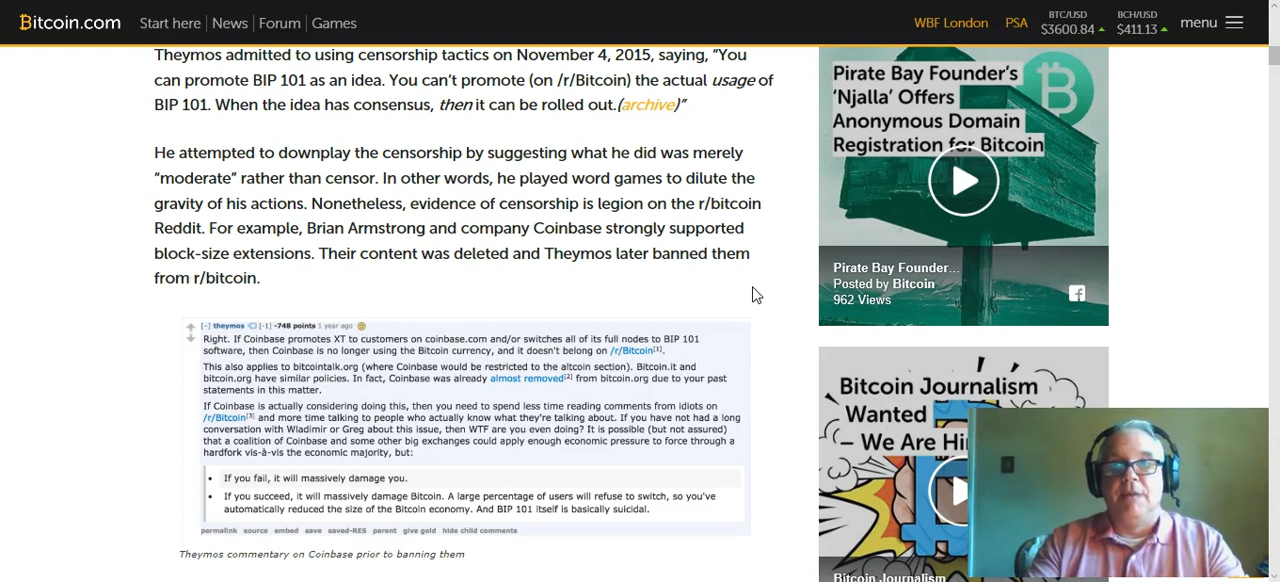 Bitcoin.com
Start here | News | Forum | Games
WBF London
PSA
BTC/USD
$3600.84
BCH/USD
$411.13
menu
Theymos admitted to using censorship tactics on November 4, 2015, saying, “You
can promote BIP 101 as an idea. You can’t promote (on /r/Bitcoin) the actual usage of
BIP 101. When the idea has consensus, then it can be rolled out.(archive)”
He attempted to downplay the censorship by suggesting what he did was merely
“moderate” rather than censor. In other words, he played word games to dilute the
gravity of his actions. Nonetheless, evidence of censorship is legion on the r/bitcoin
Reddit. For example, Brian Armstrong and company Coinbase strongly supported
block-size extensions. Their content was deleted and Theymos later banned them
from r/bitcoin.
[–] theymos [-1] -748 points 1 year ago
Right. If Coinbase promotes XT to customers on coinbase.com and/or switches all of its full nodes to BIP 101
software, then Coinbase is no longer using the Bitcoin currency, and it doesn't belong on /r/Bitcoin[1].
This also applies to bitcointalk.org (where Coinbase would be restricted to the altcoin section). Bitcoin.it and
bitcoin.org have similar policies. In fact, Coinbase was already almost removed[2] from bitcoin.org due to your past
statements in this matter.
If Coinbase is actually considering doing this, then you need to spend less time reading comments from idiots on
/r/Bitcoin[3] and more time talking to people who actually know what they're talking about. If you have not had a long
conversation with Wladimir or Greg about this issue, then WTF are you even doing? It is possible (but not assured)
that a coalition of Coinbase and some other big exchanges could apply enough economic pressure to force through a
hardfork vis-à-vis the economic majority, but:
• If you fail, it will massively damage you.
• If you succeed, it will massively damage Bitcoin. A large percentage of users will refuse to switch, so you've
automatically reduced the size of the Bitcoin economy. And BIP 101 itself is basically suicidal.
permalink source embed save saved-RES parent give gold hide child comments
Theymos commentary on Coinbase prior to banning them
Pirate Bay Founder’s
‘Njalla’ Offers
Anonymous Domain
Registration for Bitcoin
Pirate Bay Founder...
Posted by Bitcoin
962 Views
Bitcoin Journalism
Wanted
– We Are Hi
Bitcoin Journalism